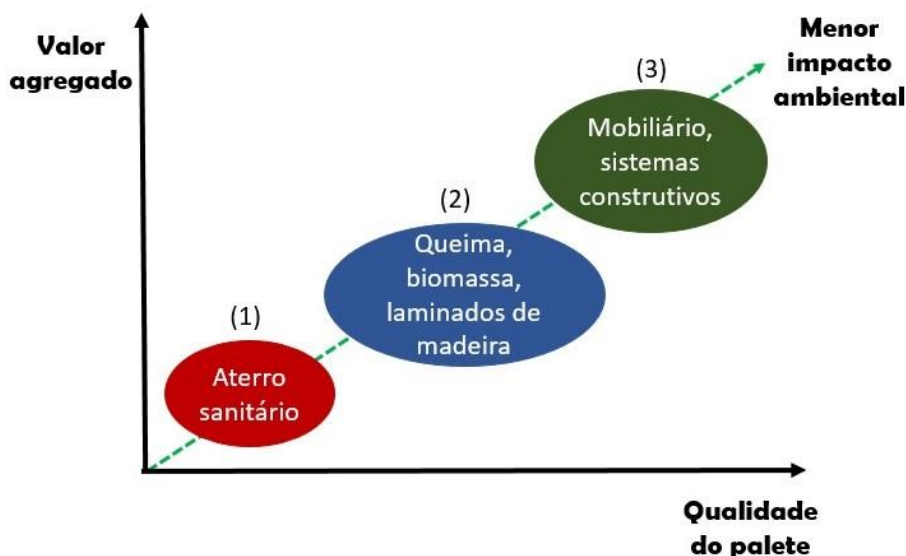 Valor
agregado
Menor
impacto
ambiental
(3)
Mobiliário,
sistemas
construtivos
(2)
Queima,
biomassa,
laminados de
madeira
(1)
Aterro
sanitário
Qualidade
do palete